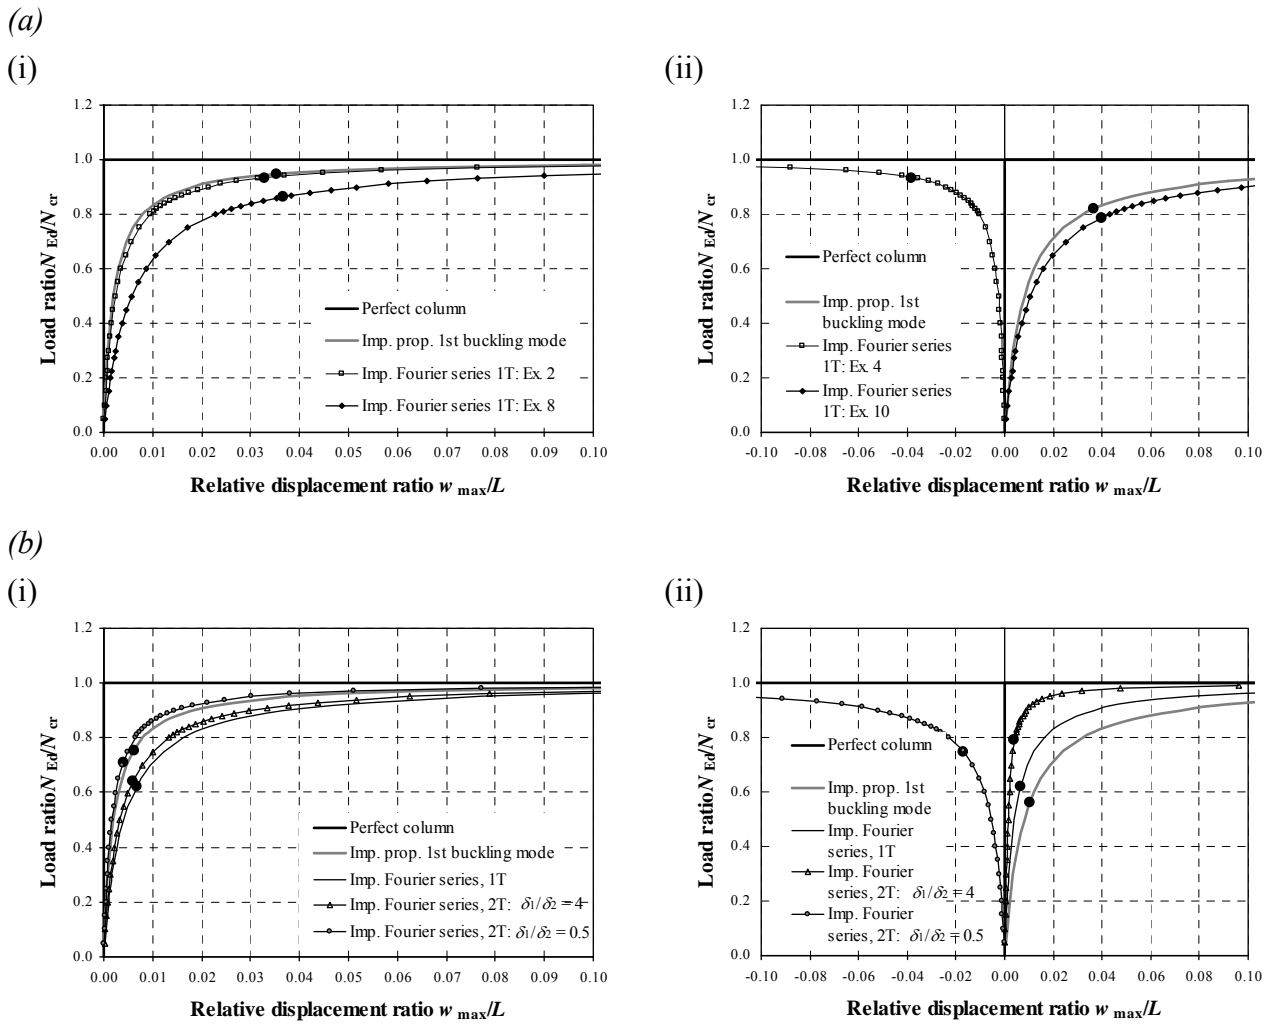 (a)
(i)
(ii)
Load ratioN Ed/N cr
1.2
1.0
0.8
0.6
0.4
0.2
0.0
Perfect column
Imp. prop. 1st buckling mode
Imp. Fourier series 1T: Ex. 2
Imp. Fourier series 1T: Ex. 8
0.00 0.01 0.02 0.03 0.04 0.05 0.06 0.07 0.08 0.09 0.10
Relative displacement ratio w max/L
Load ratioN Ed/N cr
1.2
1.0
0.8
0.6
0.4
0.2
0.0
Perfect column
Imp. prop. 1st
buckling mode
Imp. Fourier series
1T: Ex. 4
Imp. Fourier series
1T: Ex. 10
-0.10 -0.08 -0.06 -0.04 -0.02 0.00 0.02 0.04 0.06 0.08 0.10
Relative displacement ratio w max/L
(b)
(i)
(ii)
Load ratioN Ed/N cr
1.2
1.0
0.8
0.6
0.4
0.2
0.0
Perfect column
Imp. prop. 1st buckling mode
Imp. Fourier series, 1T
Imp. Fourier series, 2T: δ1/δ2 = 4
Imp. Fourier series, 2T: δ1/δ2 = 0.5
0.00 0.01 0.02 0.03 0.04 0.05 0.06 0.07 0.08 0.09 0.10
Relative displacement ratio w max/L
Load ratioN Ed/N cr
1.2
1.0
0.8
0.6
0.4
0.2
0.0
Perfect column
Imp. prop. 1st
buckling mode
Imp. Fourier
series, 1T
Imp. Fourier
series, 2T: δ1/δ2 = 4
Imp. Fourier
series, 2T: δ1/δ2 = 0.5
-0.10 -0.08 -0.06 -0.04 -0.02 0.00 0.02 0.04 0.06 0.08 0.10
Relative displacement ratio w max/L